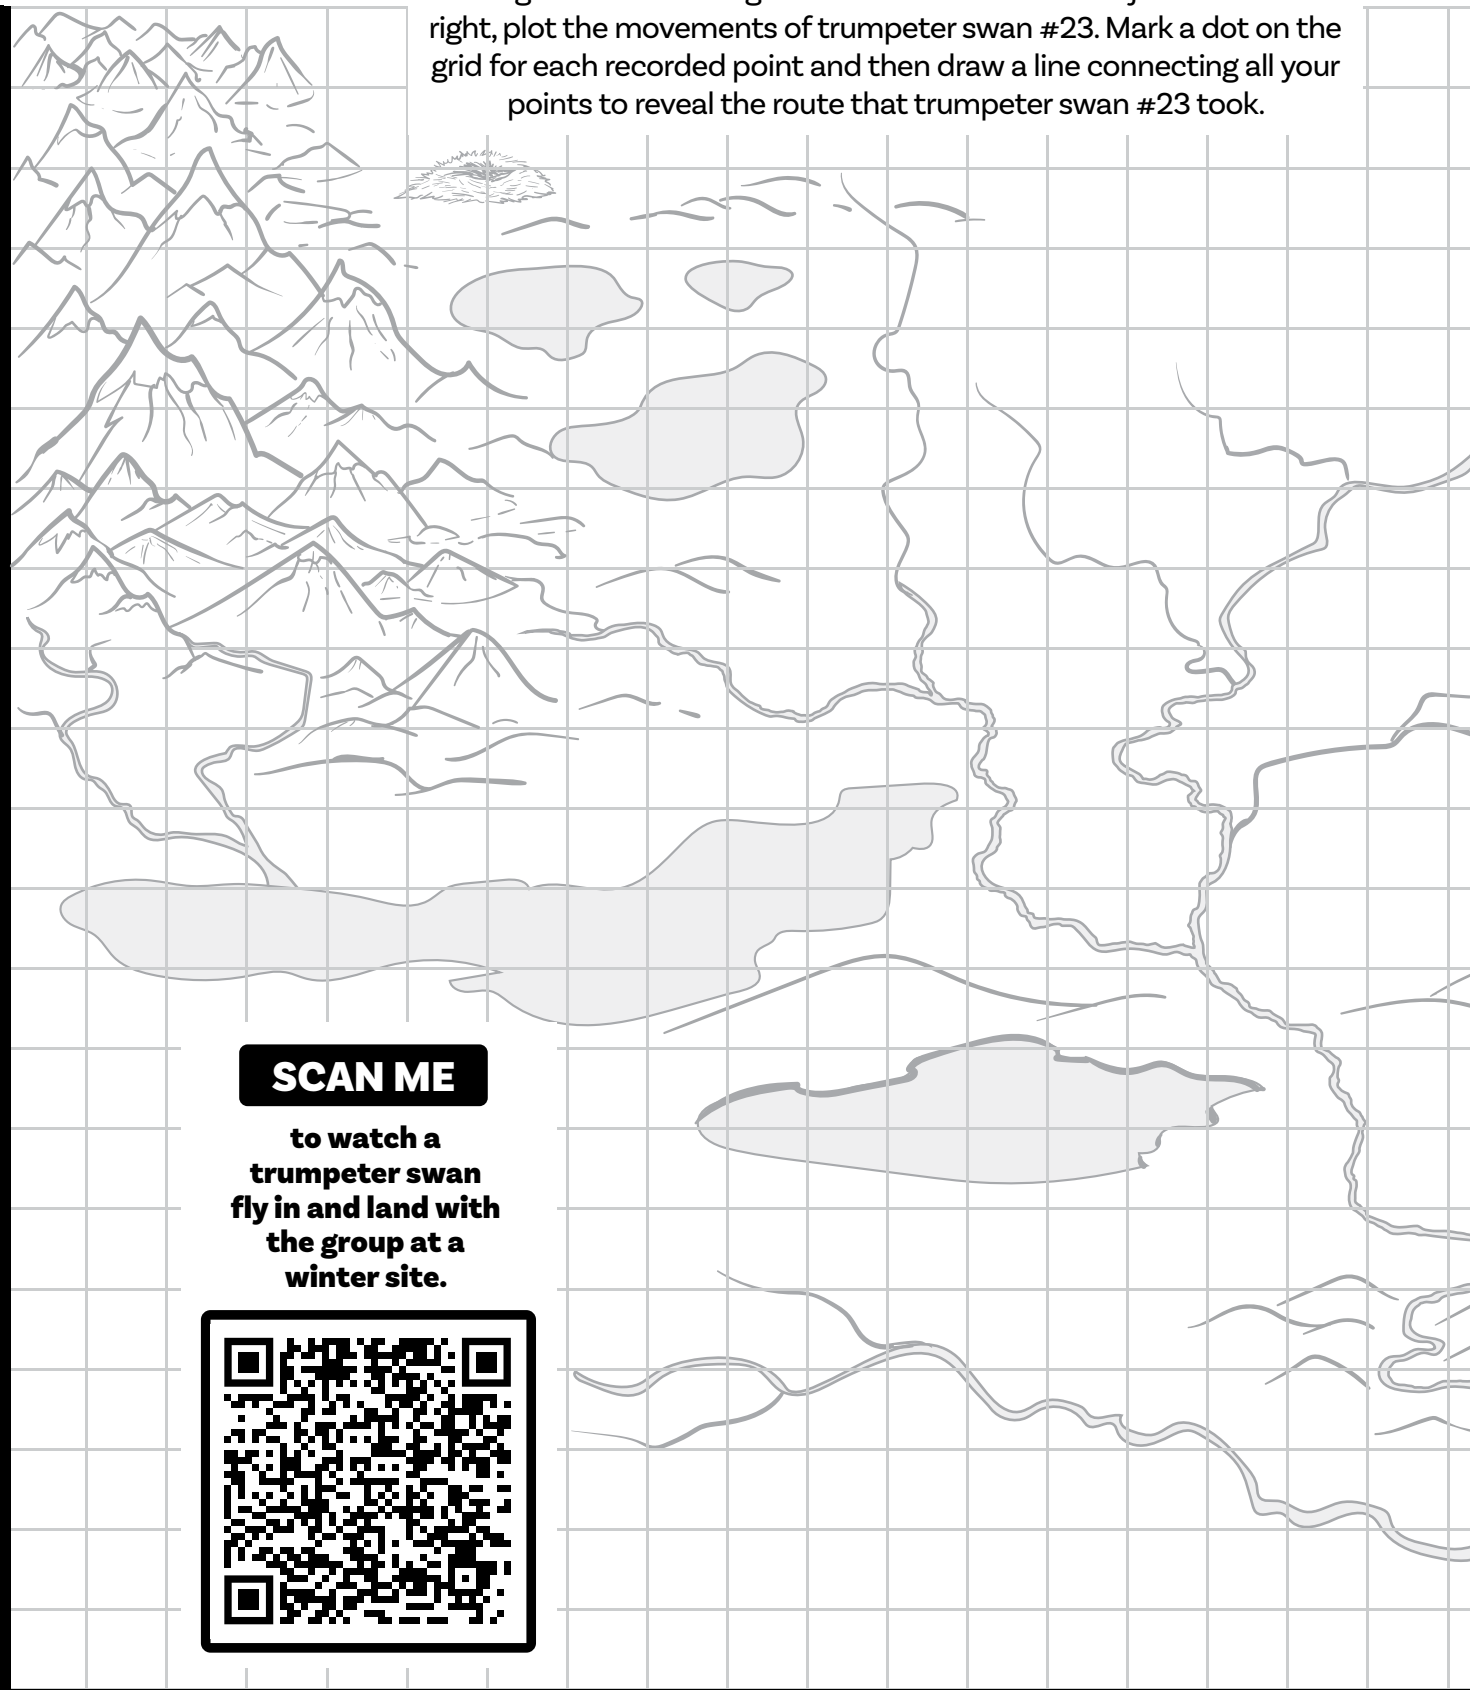 right, plot the movements of trumpeter swan #23. Mark a dot on the
grid for each recorded point and then draw a line connecting all your
points to reveal the route that trumpeter swan #23 took.
SCAN ME
to watch a
trumpeter swan
fly in and land with
the group at a
winter site.